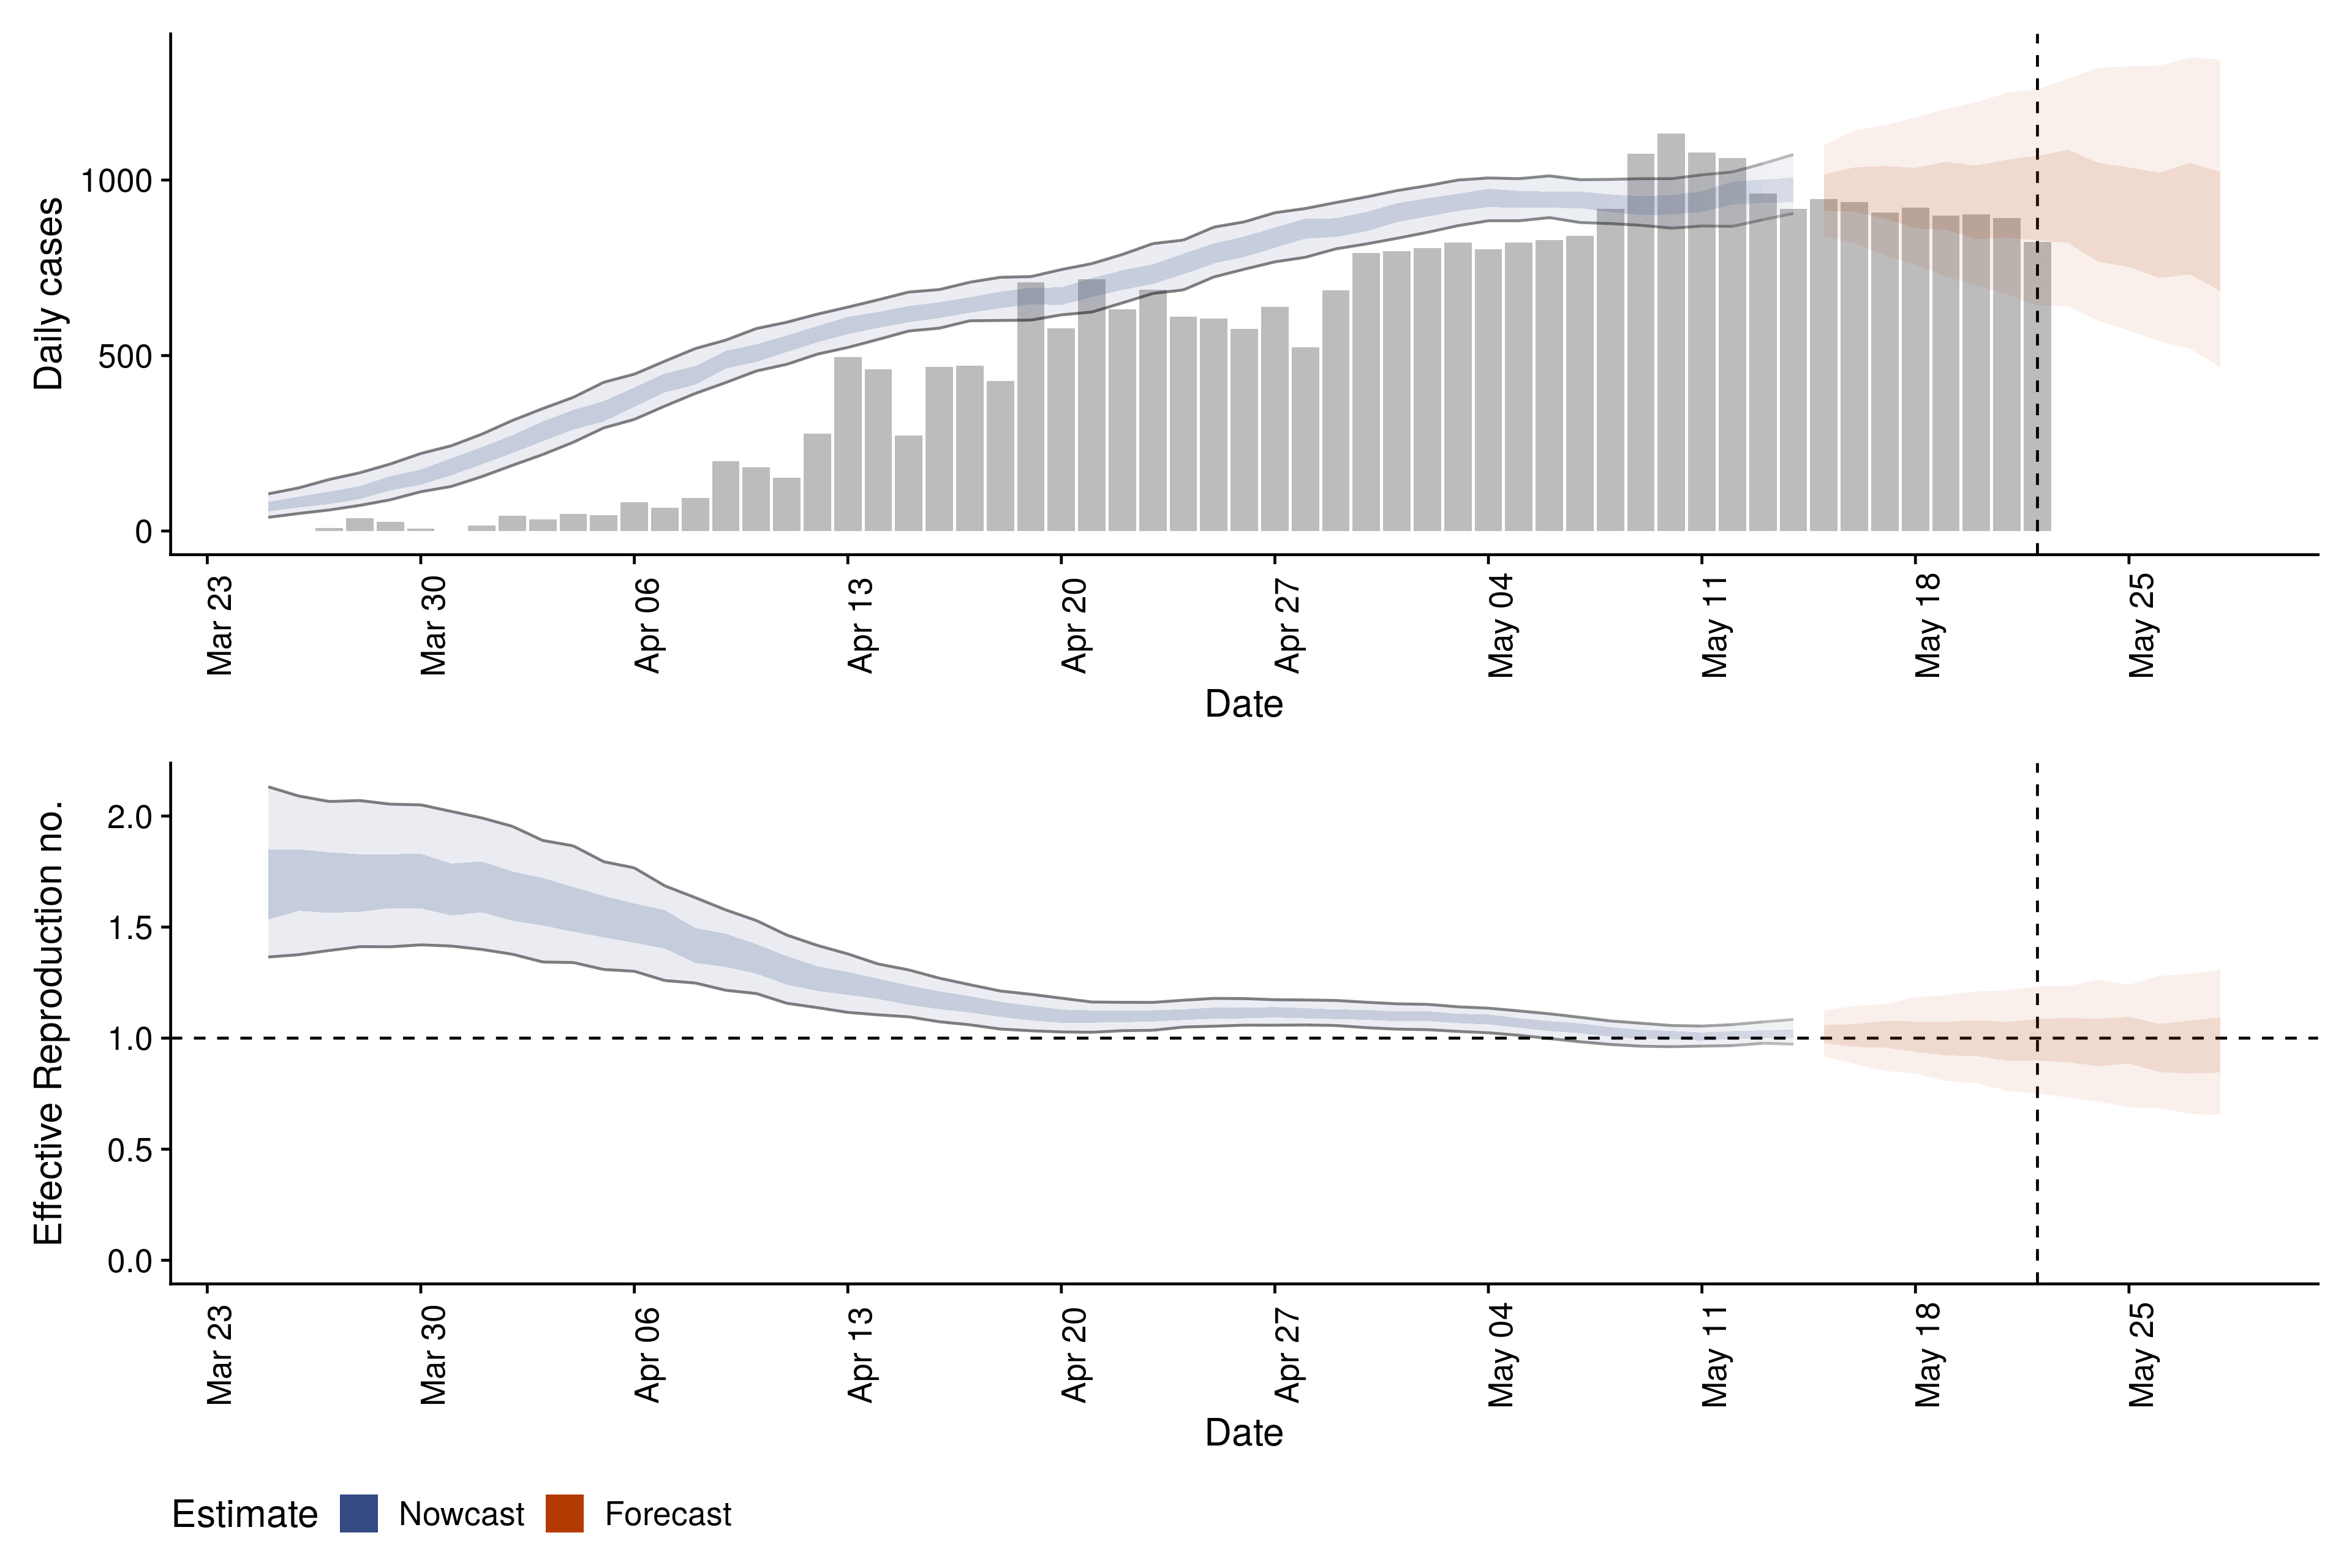 Daily cases
1000
500
0
Mar 23 Mar 30 Apr 06 Apr 13 Apr 20 Apr 27 May 04 May 11 May 18 May 25
Date
Effective Reproduction no.
2.0
1.5
1.0
0.5
0.0
Mar 23 Mar 30 Apr 06 Apr 13 Apr 20 Apr 27 May 04 May 11 May 18 May 25
Date
Estimate Nowcast Forecast